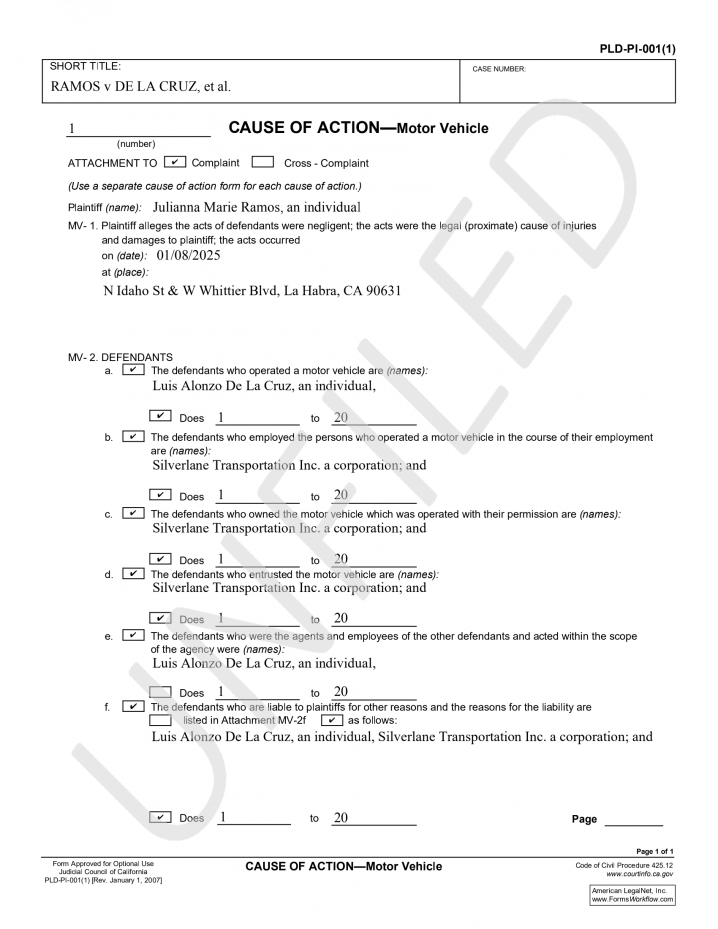 PLD-PI-001(1)
SHORT TITLE:
CASE NUMBER:
RAMOS v DE LA CRUZ, et al.
1
CAUSE OF ACTION—Motor Vehicle
(number)
ATTACHMENT TO ✔ Complaint Cross - Complaint
(Use a separate cause of action form for each cause of action.)
Plaintiff (name): Julianna Marie Ramos, an individual
MV- 1. Plaintiff alleges the acts of defendants were negligent; the acts were the legal (proximate) cause of injuries
and damages to plaintiff; the acts occurred
on (date): 01/08/2025
at (place):
N Idaho St & W Whittier Blvd, La Habra, CA 90631
MV- 2. DEFENDANTS
a. ✔ The defendants who operated a motor vehicle are (names):
Luis Alonzo De La Cruz, an individual,
✔ Does 1 to 20
b. ✔ The defendants who employed the persons who operated a motor vehicle in the course of their employment
are (names):
Silverlane Transportation Inc. a corporation; and
✔ Does 1 to 20
c. ✔ The defendants who owned the motor vehicle which was operated with their permission are (names):
Silverlane Transportation Inc. a corporation; and
✔ Does 1 to 20
d. ✔ The defendants who entrusted the motor vehicle are (names):
Silverlane Transportation Inc. a corporation; and
✔ Does 1 to 20
e. ✔ The defendants who were the agents and employees of the other defendants and acted within the scope
of the agency were (names):
Luis Alonzo De La Cruz, an individual,
Does 1 to 20
f. ✔ The defendants who are liable to plaintiffs for other reasons and the reasons for the liability are
listed in Attachment MV-2f ✔ as follows:
Luis Alonzo De La Cruz, an individual, Silverlane Transportation Inc. a corporation; and
✔ Does 1 to 20
Page
Page 1 of 1
Form Approved for Optional Use
Judicial Council of California
PLD-PI-001(1) [Rev. January 1, 2007]
CAUSE OF ACTION—Motor Vehicle
Code of Civil Procedure 425.12
www.courtinfo.ca.gov
American LegalNet, Inc.
www.FormsWorkflow.com
UNFILED